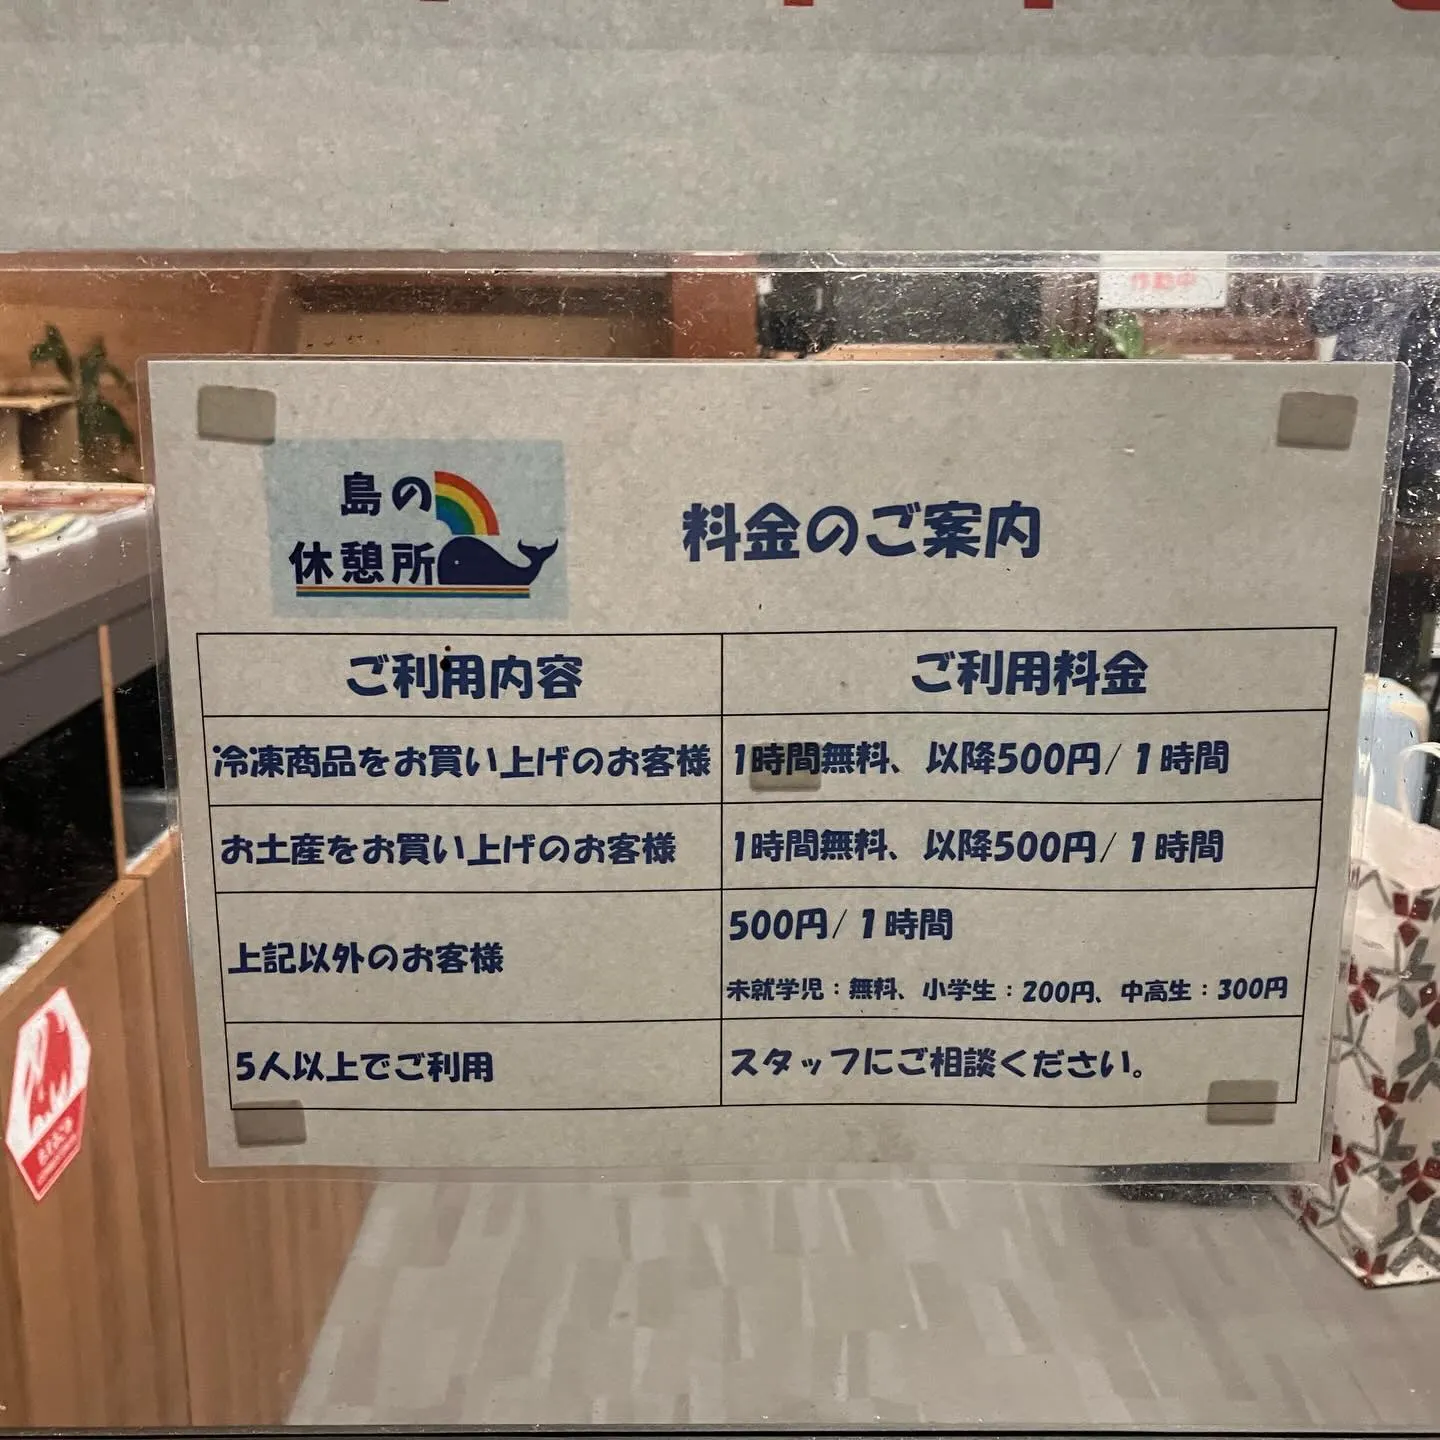 作動中
島の
休憩所
料金のご案内
ご利用内容
ご利用料金
冷凍商品をお買い上げのお客様
1時間無料、以降500円/1時間
お土産をお買い上げのお客様
1時間無料、以降500円/1時間
上記以外のお客様
500円/1時間
未就学児：無料、小学生：200円、中高生：300円
5人以上でご利用
スタッフにご相談ください。